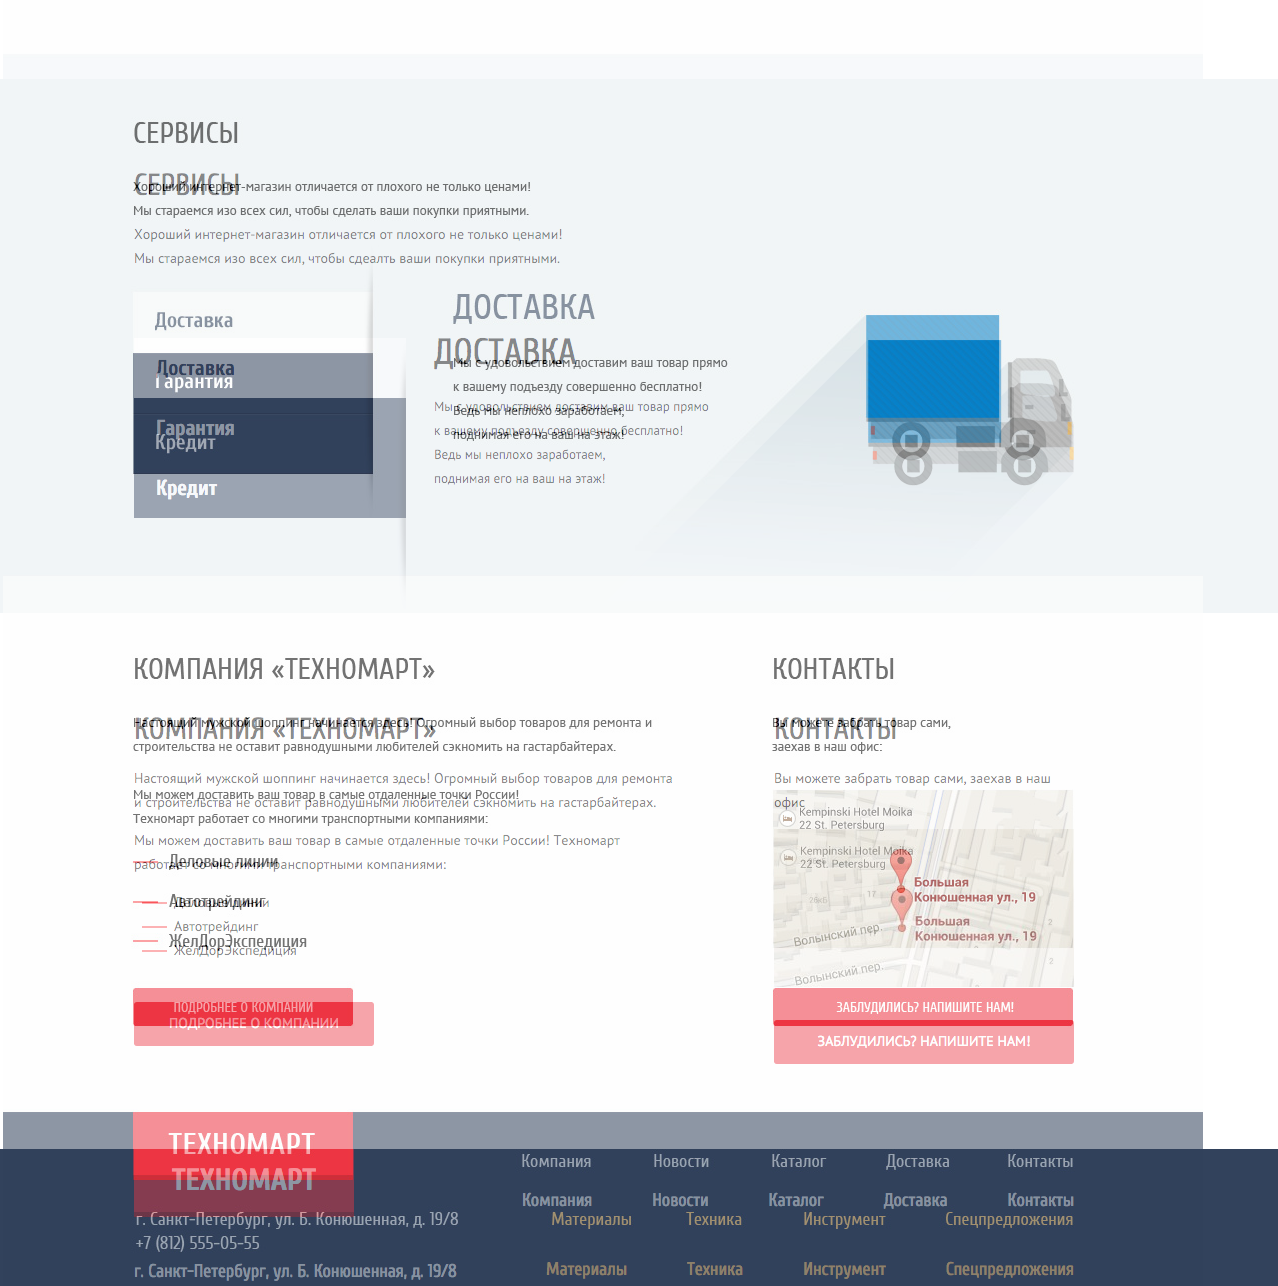 СЕРВИСЫ
СЕРВИСЫ
Хороший интернет-магазин отличается от плохого не только ценами!
Мы стараемся изо всех сил, чтобы сделать ваши покупки приятными.
Хороший интернет-магазин отличается от плохого не только ценами!
Мы стараемся изо всех сил, чтобы сдеалть ваши покупки приятными.
Доставка
Доставка
Гарантия
Гарантия
Кредит
Кредит
ДОСТАВКА
ДОСТАВКА
Мы с удовольствием доставим ваш товар прямо
к вашему подъезду совершенно бесплатно!
Ведь мы неплохо заработаем,
поднимая его на ваш на этаж!
Мы с удовольствием доставим ваш товар прямо
к вашему подъезду совершенно бесплатно!
Ведь мы неплохо заработаем,
поднимая его на ваш на этаж!
КОМПАНИЯ «ТЕХНОМАРТ»
КОМПАНИЯ «ТЕХНОМАРТ»
Настоящий мужской шоппинг начинается здесь! Огромный выбор товаров для ремонта и
строительства не оставит равнодушными любителей сэкномить на гастарбайтерах.
Настоящий мужской шоппинг начинается здесь! Огромный выбор товаров для ремонта
и строительства не оставит равнодушными любителей сэкномить на гастарбайтерах.
Мы можем доставить ваш товар в самые отдаленные точки России!
Техномарт работает со многими транспортными компаниями:
Мы можем доставить ваш товар в самые отдаленные точки России! Техномарт
работает со многими транспортными компаниями:
Деловые линии
Автотрейдинг
Деловые линии
Автотрейдинг
ЖелДорЭкспедиция
ЖелДорЭкспедиция
ПОДРОБНЕЕ О КОМПАНИИ
ПОДРОБНЕЕ О КОМПАНИИ
КОНТАКТЫ
КОНТАКТЫ
Вы можете забрать товар сами,
заехав в наш офис:
Вы можете забрать товар сами, заехав в наш
офис
Kempinski Hotel Moika
22 St. Petersburg
Kempinski Hotel Moika
22 St. Petersburg
Большая
Конюшенная ул., 19
17
Большая
Конюшенная ул., 19
2
Волынский пер.
2
Волынский пер.
ЗАБЛУДИЛИСЬ? НАПИШИТЕ НАМ!
ЗАБЛУДИЛИСЬ? НАПИШИТЕ НАМ!
ТЕХНОМАРТ
ТЕХНОМАРТ
Компания Новости Каталог Доставка Контакты
Компания Новости Каталог Доставка Контакты
г. Санкт-Петербург, ул. Б. Конюшенная, д. 19/8
+7 (812) 555-05-55
Материалы Техника Инструмент Спецпредложения
г. Санкт-Петербург, ул. Б. Конюшенная, д. 19/8
Материалы Техника Инструмент Спецпредложения